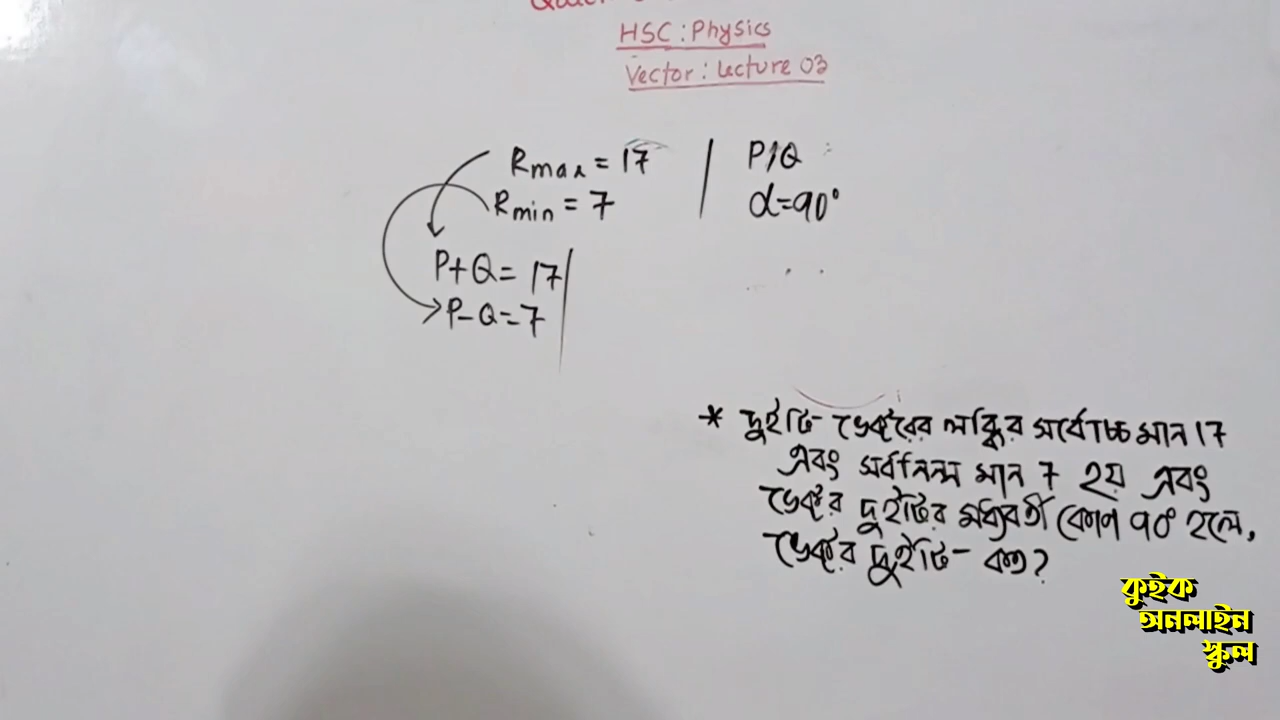 HSC : Physics
Vector : Lecture 03
Rmax = 17
Rmin = 7
P+Q = 17
P-Q = 7
P, Q
α = 90°
* দুইটি ভেক্টরের লব্ধির সর্বোচ্চ মান 17
এবং সর্বনিম্ন মান 7 হয় এবং
ভেক্টর দুইটির মধ্যবর্তী কোণ 90° হলে,
ভেক্টর দুইটি কত?
কুইক
অনলাইন
স্কুল